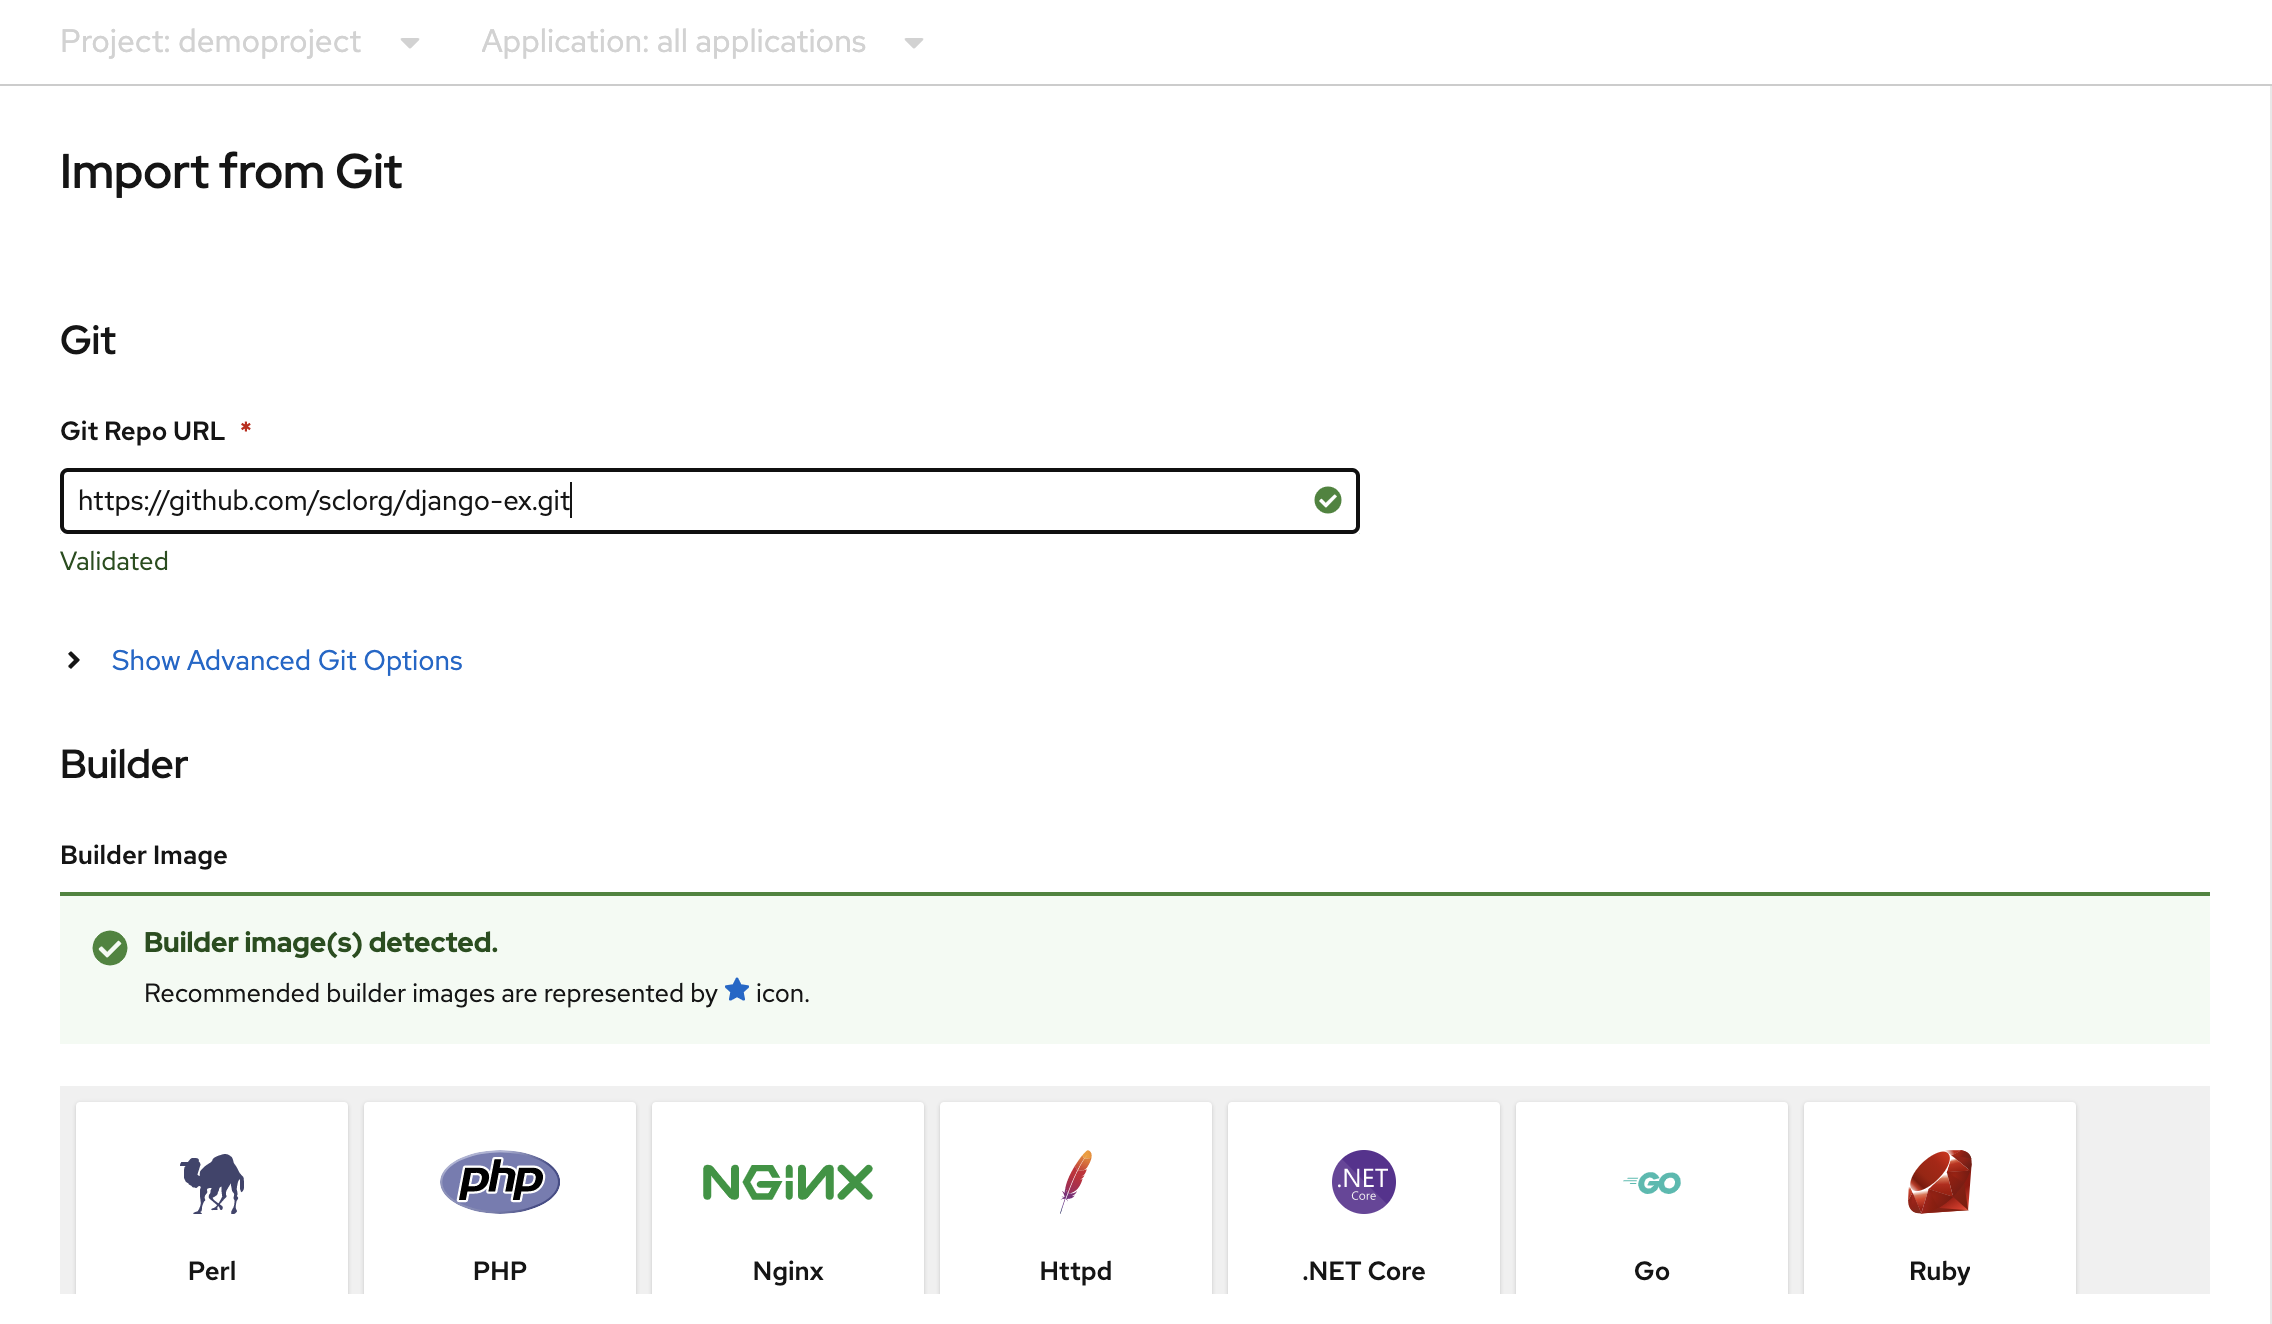 Project: demoproject Application: all applications
Import from Git
Git
Git Repo URL *
https://github.com/sclorg/django-ex.git
Validated
Show Advanced Git Options
Builder
Builder Image
Builder image(s) detected.
Recommended builder images are represented by icon.
php NGINX .NET Core GO
Perl PHP Nginx Httpd .NET Core Go Ruby